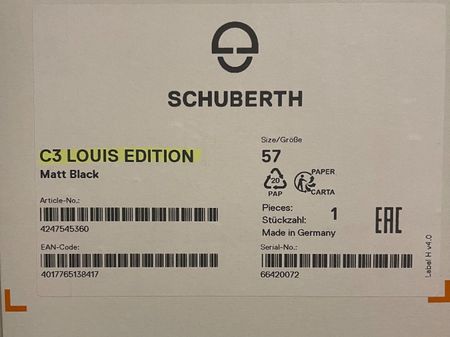 SCHUBERTH
C3 LOUIS EDITION
Matt Black
Size/Größe
57
20
PAP
PAPER
CARTA
Article-No.:
4247545360
Pieces:
Stückzahl: 1
Made in Germany
EAC
EAN-Code:
4017765138417
Serial-No.:
66420072
Label H v4.0